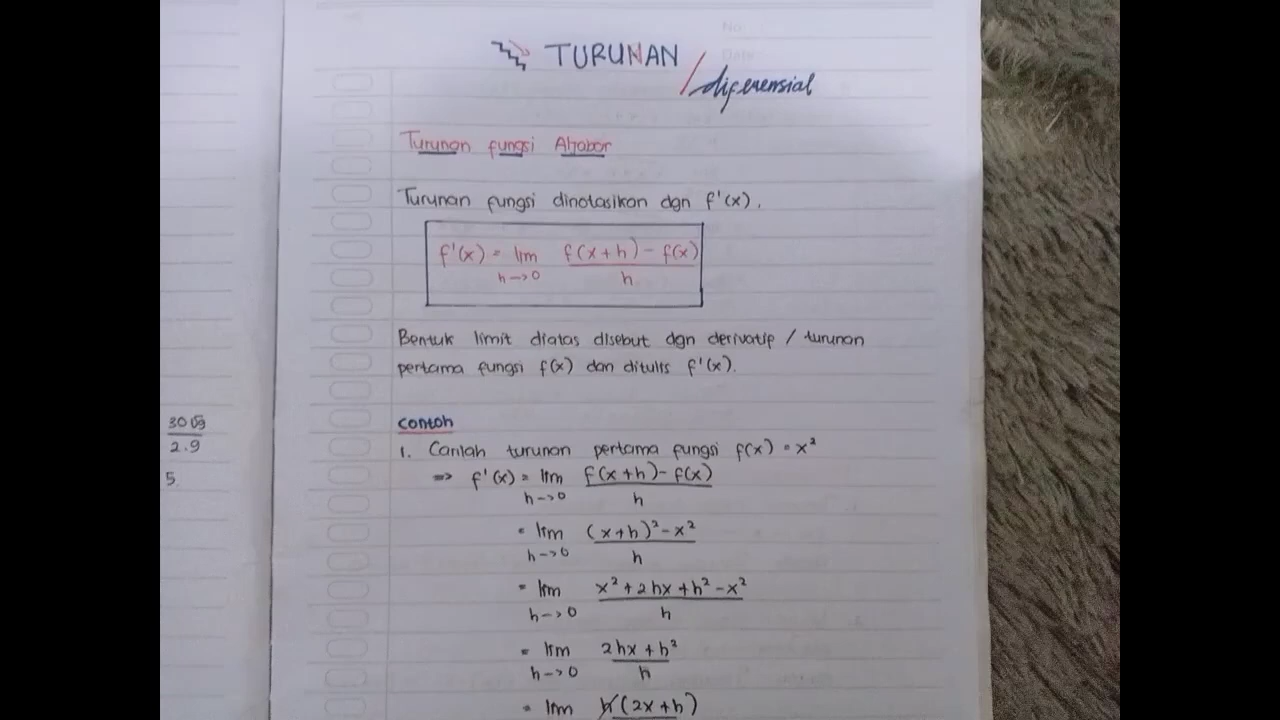 No:
Date:
TURUNAN
/diferensial
Turunan fungsi Aljabar
Turunan fungsi dinotasikan dgn f'(x).
f'(x) = lim f(x+h) - f(x)
h->0 h
Bentuk limit diatas disebut dgn derivatif / turunan
pertama fungsi f(x) dan ditulis f'(x).
contoh
1. Carilah turunan pertama fungsi f(x) = x²
=> f'(x) = lim f(x+h) - f(x)
h->0 h
= lim (x+h)² - x²
h->0 h
= lim x² + 2hx + h² - x²
h->0 h
= lim 2hx + h²
h->0 h
= lim h(2x+h)
2.9
5